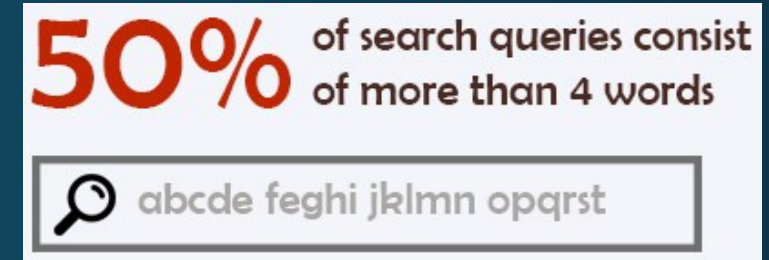 50% of search queries consist
of more than 4 words
abcde feghi jklmn opqrst